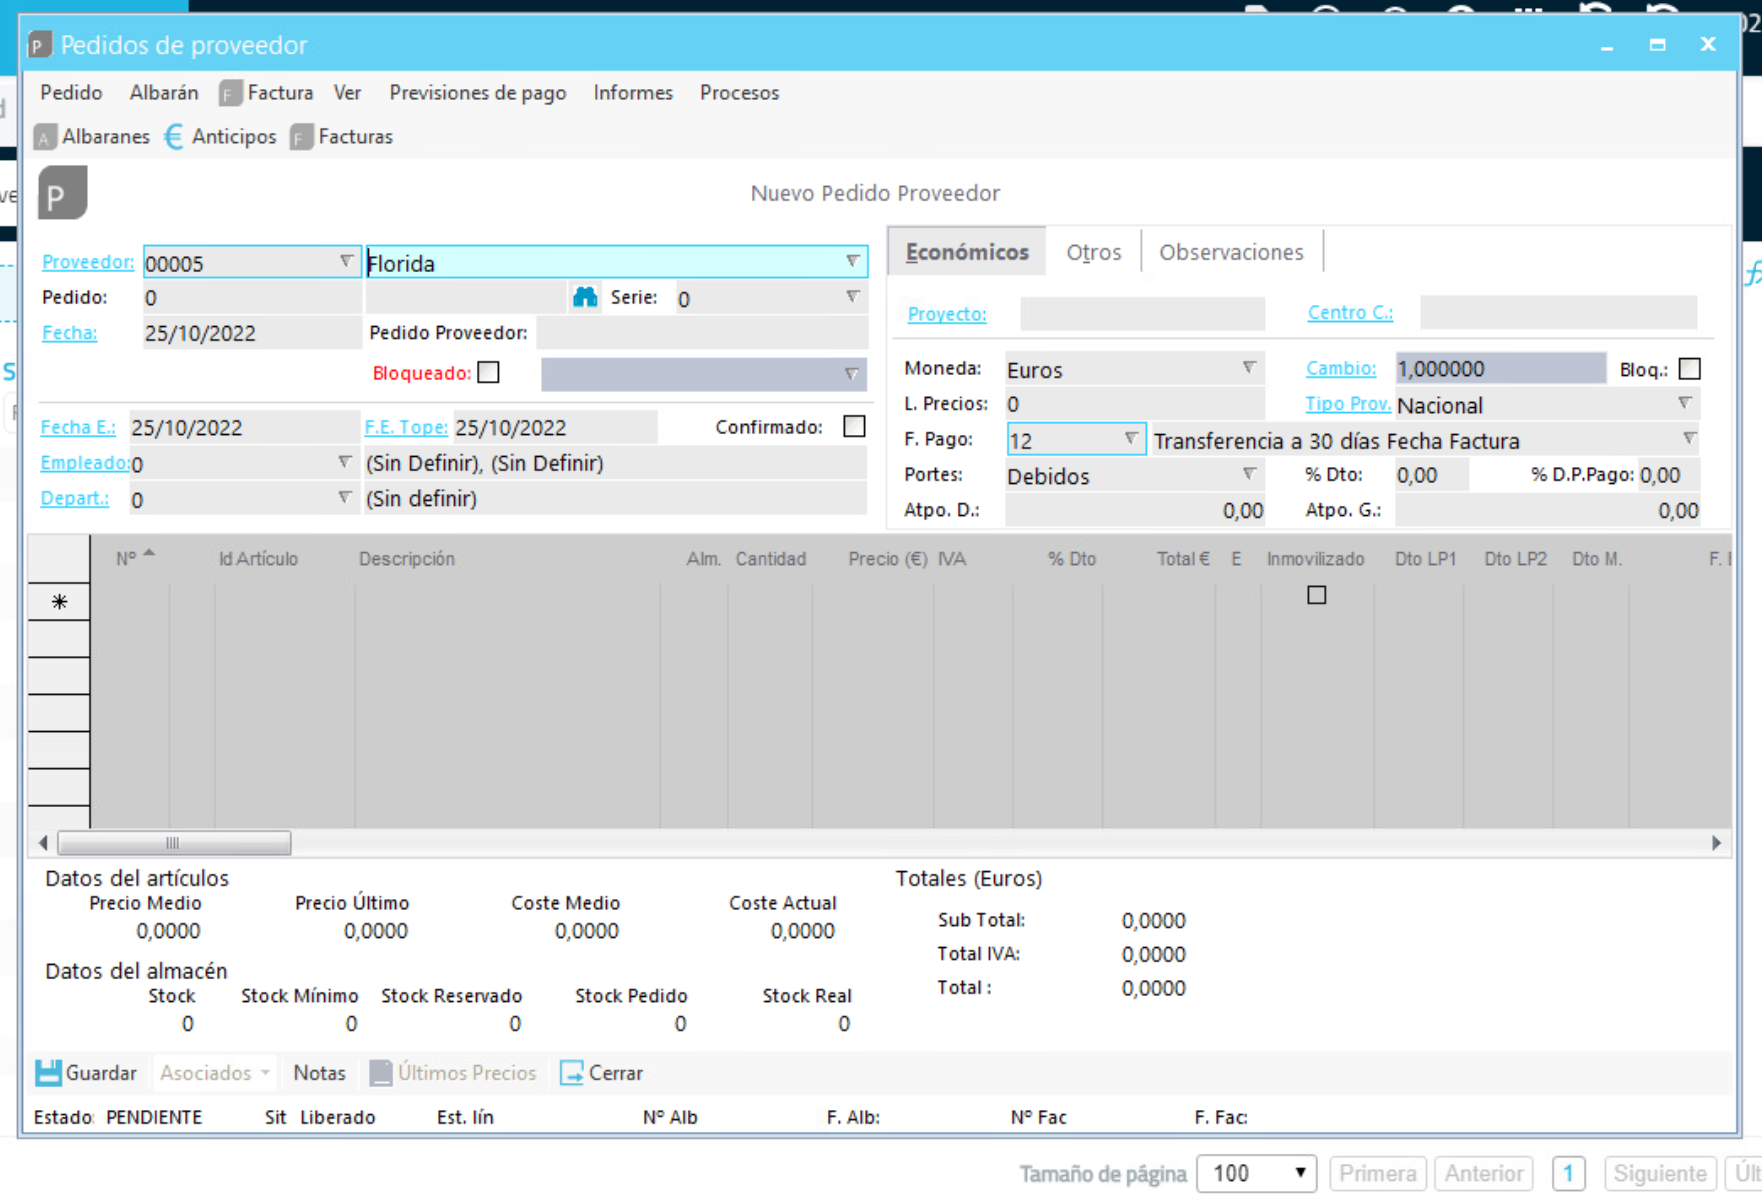 Pedidos de proveedor
Pedido Albarán Factura Ver Previsiones de pago Informes Procesos
Albaranes Anticipos Facturas
P
Nuevo Pedido Proveedor
Proveedor: 00005 Florida
Pedido: 0 Serie: 0
Fecha: 25/10/2022 Pedido Proveedor:
Bloqueado:
Fecha E.: 25/10/2022 F.E. Tope: 25/10/2022 Confirmado:
Empleado: 0 (Sin Definir), (Sin Definir)
Depart.: 0 (Sin definir)
Económicos Otros Observaciones
Proyecto: Centro C.:
Moneda: Euros Cambio: 1,000000 Bloq.:
L. Precios: 0 Tipo Prov. Nacional
F. Pago: 12 Transferencia a 30 días Fecha Factura
Portes: Debidos % Dto: 0,00 % D.P.Pago: 0,00
Atpo. D.: 0,00 Atpo. G.: 0,00
Nº Id Artículo Descripción Alm. Cantidad Precio (€) IVA % Dto Total € E Inmovilizado Dto LP1 Dto LP2 Dto M. F.
Datos del artículos
Precio Medio Precio Último Coste Medio Coste Actual
0,0000 0,0000 0,0000 0,0000
Datos del almacén
Stock Stock Mínimo Stock Reservado Stock Pedido Stock Real
0 0 0 0 0
Totales (Euros)
Sub Total: 0,0000
Total IVA: 0,0000
Total : 0,0000
Guardar Asociados Notas Últimos Precios Cerrar
Estado: PENDIENTE Sit Liberado Est. lín Nº Alb F. Alb: Nº Fac F. Fac:
Tamaño de página 100 Primera Anterior 1 Siguiente